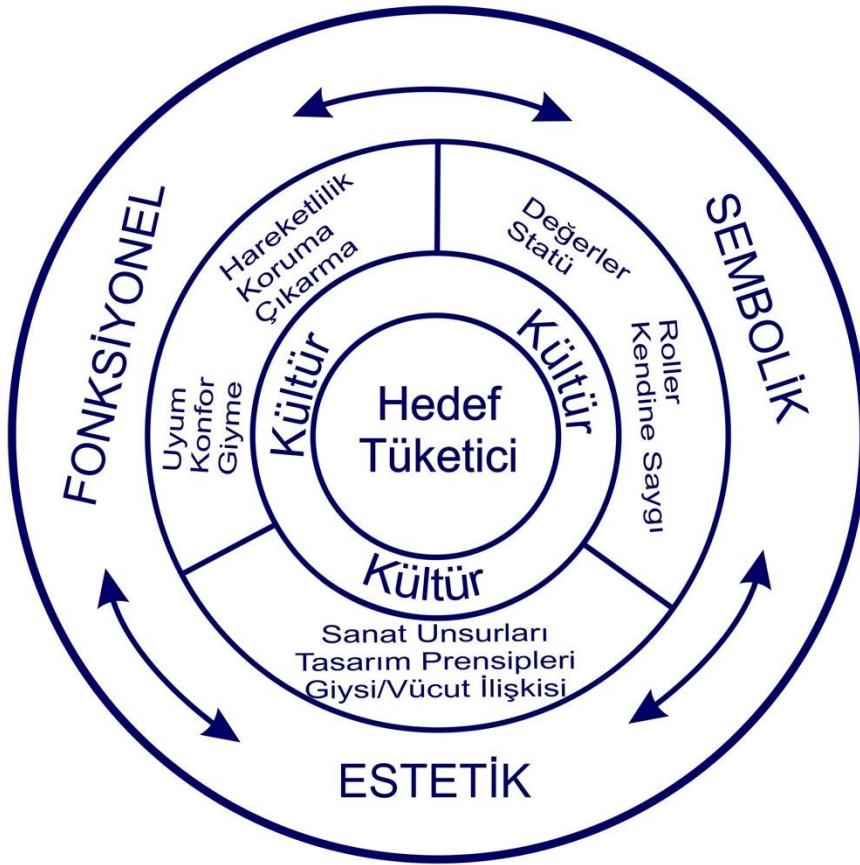 FONKSİYONEL
SEMBOLİK
ESTETİK
Hareketlilik
Koruma
Çıkarma
Uyum
Konfor
Giyme
Değerler
Statü
Roller
Kendine Saygı
Sanat Unsurları
Tasarım Prensipleri
Giysi/Vücut İlişkisi
Kültür
Kültür
Kültür
Hedef
Tüketici